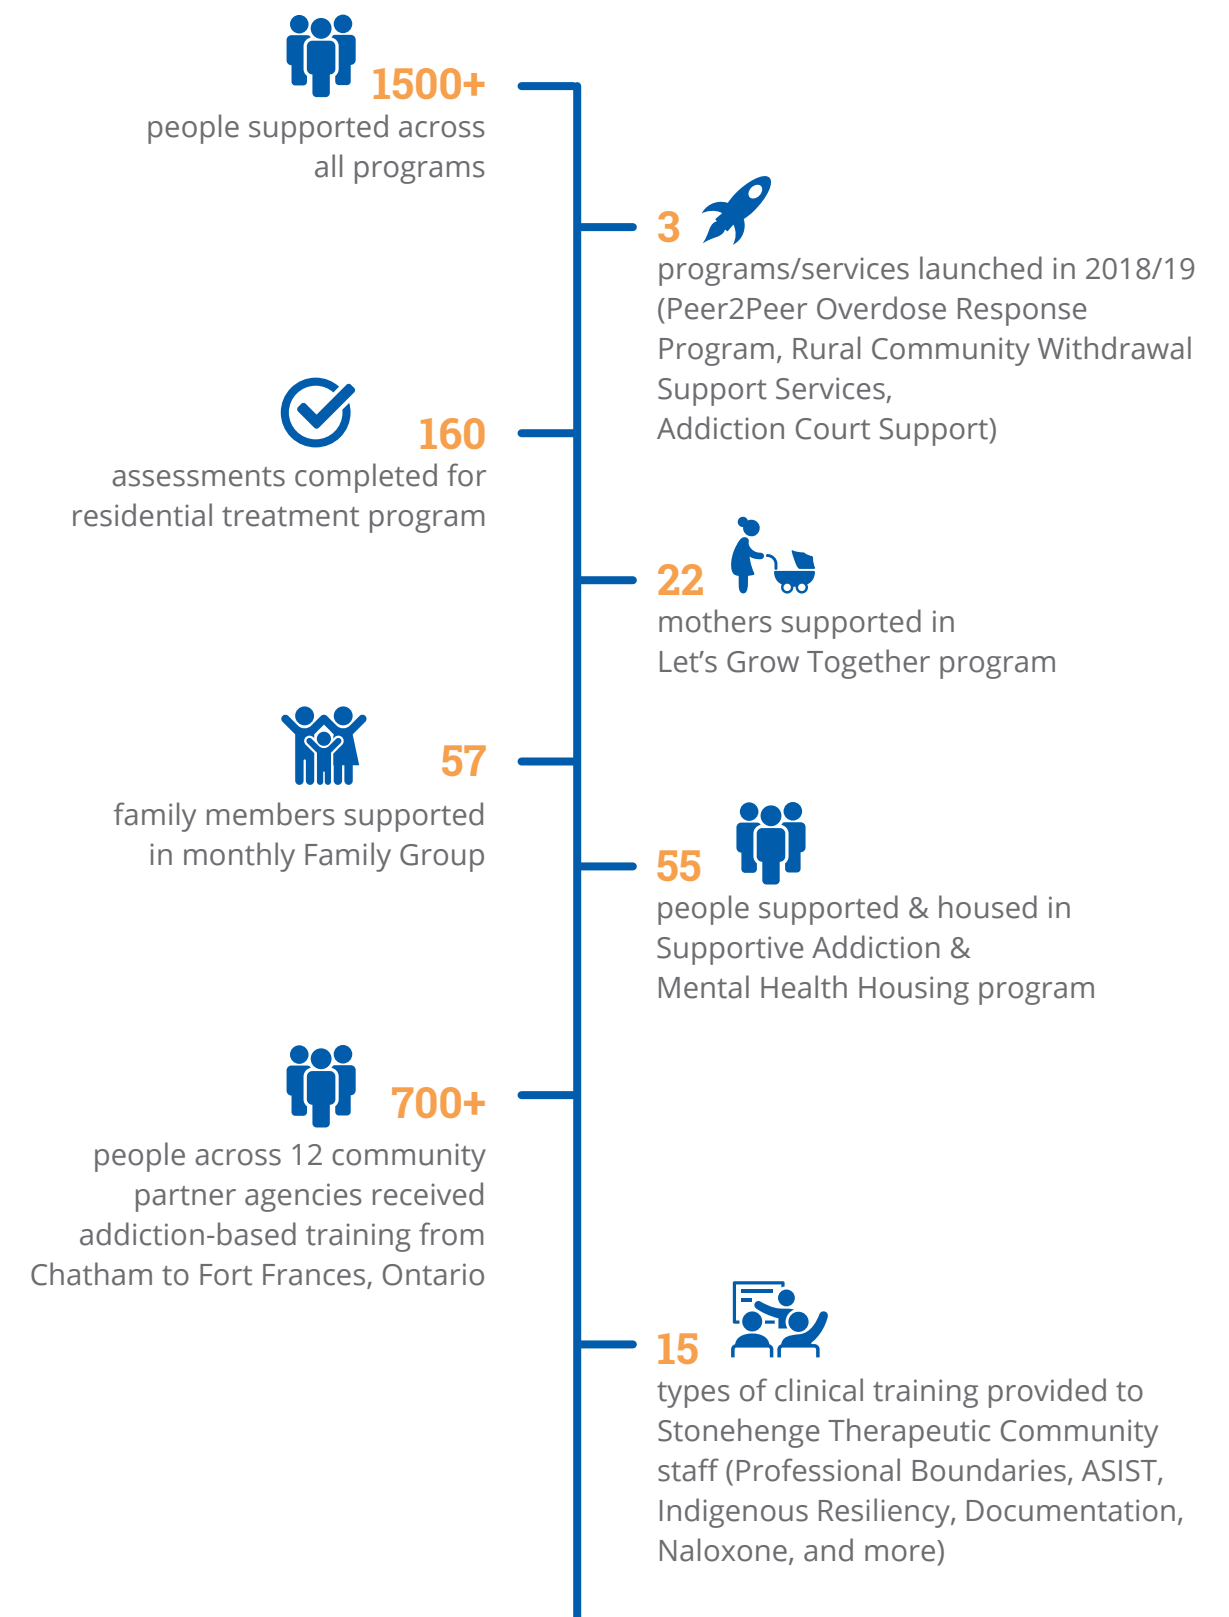 1500+
people supported across
all programs
3
programs/services launched in 2018/19
(Peer2Peer Overdose Response
Program, Rural Community Withdrawal
Support Services,
Addiction Court Support)
160
assessments completed for
residential treatment program
22
mothers supported in
Let’s Grow Together program
57
family members supported
in monthly Family Group
55
people supported & housed in
Supportive Addiction &
Mental Health Housing program
700+
people across 12 community
partner agencies received
addiction-based training from
Chatham to Fort Frances, Ontario
15
types of clinical training provided to
Stonehenge Therapeutic Community
staff (Professional Boundaries, ASIST,
Indigenous Resiliency, Documentation,
Naloxone, and more)